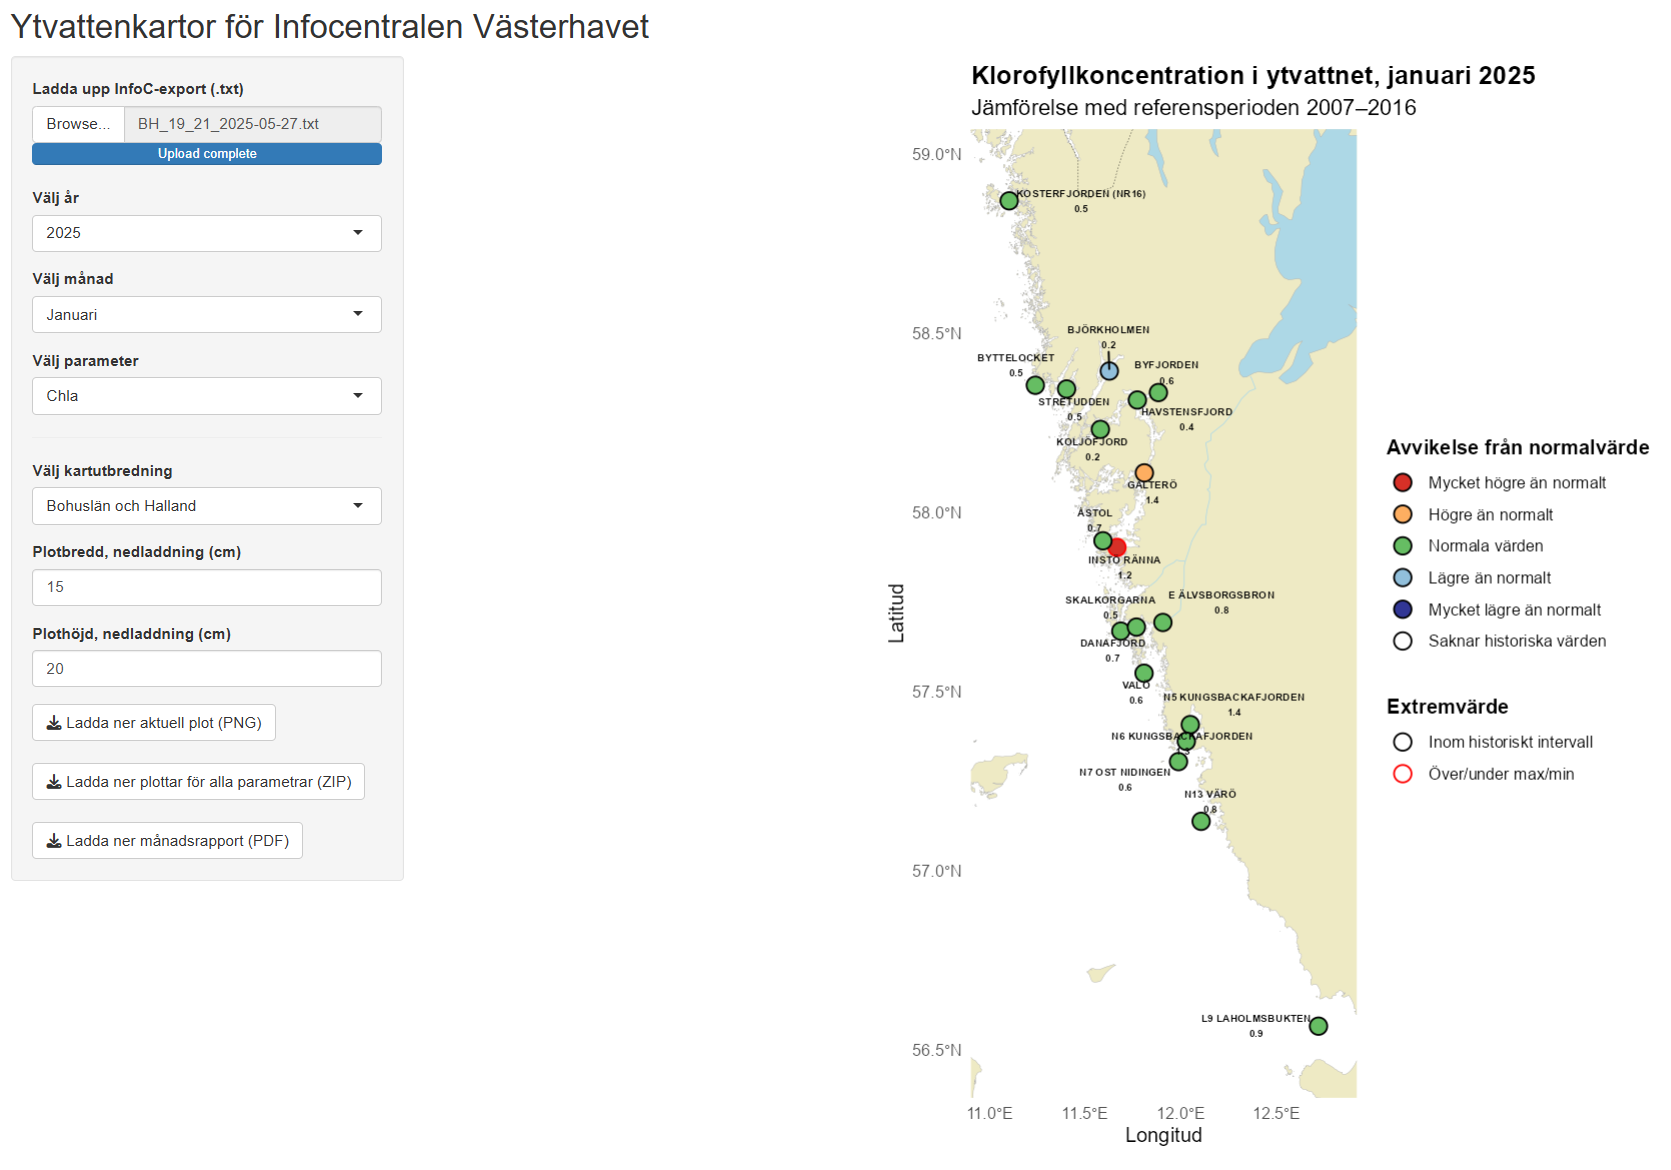 Ytvattenkartor för Infocentralen Västerhavet
Ladda upp InfoC-export (.txt)
Browse...
BH_19_21_2025-05-27.txt
Upload complete
Välj år
2025
Välj månad
Januari
Välj parameter
Chla
Välj kartutbredning
Bohuslän och Halland
Plotbredd, nedladdning (cm)
15
Plothöjd, nedladdning (cm)
20
Ladda ner aktuell plot (PNG)
Ladda ner plottar för alla parametrar (ZIP)
Ladda ner månadsrapport (PDF)
Klorofyllkoncentration i ytvattnet, januari 2025
Jämförelse med referensperioden 2007–2016
Latitud
59.0°N
58.5°N
58.0°N
57.5°N
57.0°N
56.5°N
KOSTERFJORDEN (NR16)
0.5
BJÖRKHOLMEN
0.2
BYTTELOCKET
0.5
BYFJORDEN
0.6
STRETUDDEN
0.5
HAVSTENSFJORD
0.4
KOLJÖFJORD
0.2
GALTERÖ
1.4
ÅSTOL
0.7
INSTÖ RÄNNA
1.2
SKALKORGARNA
0.5
E ÄLVSBORGSBRON
0.8
DANAFJORD
0.7
VALÖ
0.6
N5 KUNGSBACKAFJORDEN
1.4
N6 KUNGSBACKAFJORDEN
N7 OST NIDINGEN
0.6
N13 VÄRÖ
0.8
L9 LAHOLMSBUKTEN
0.9
11.0°E
11.5°E
12.0°E
12.5°E
Longitud
Avvikelse från normalvärde
Mycket högre än normalt
Högre än normalt
Normala värden
Lägre än normalt
Mycket lägre än normalt
Saknar historiska värden
Extremvärde
Inom historiskt intervall
Över/under max/min